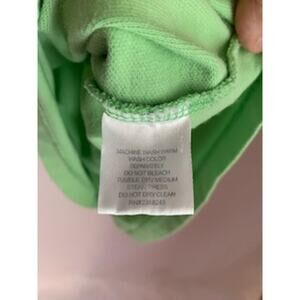 MACHINE WASH WARM
WASH COLOR
SEPARATELY
DO NOT BLEACH
TUMBLE DRY MEDIUM
STEAM PRESS
DO NOT DRY CLEAN